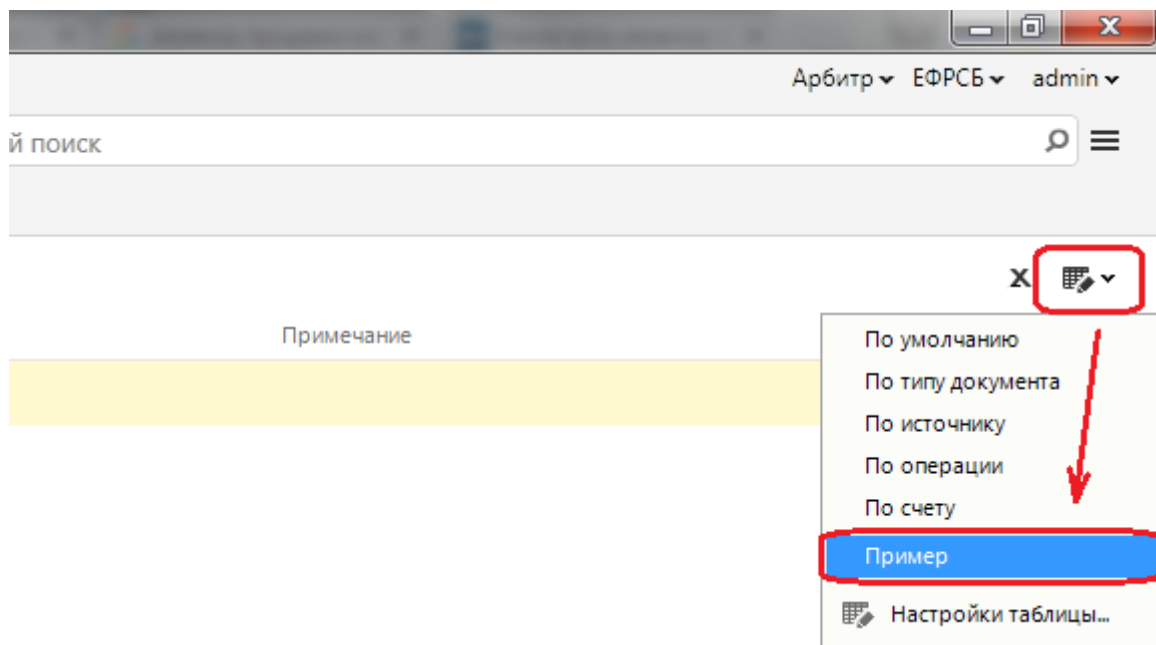 Арбитр ЕФРСБ admin
й поиск
Примечание
По умолчанию
По типу документа
По источнику
По операции
По счету
Пример
Настройки таблицы...